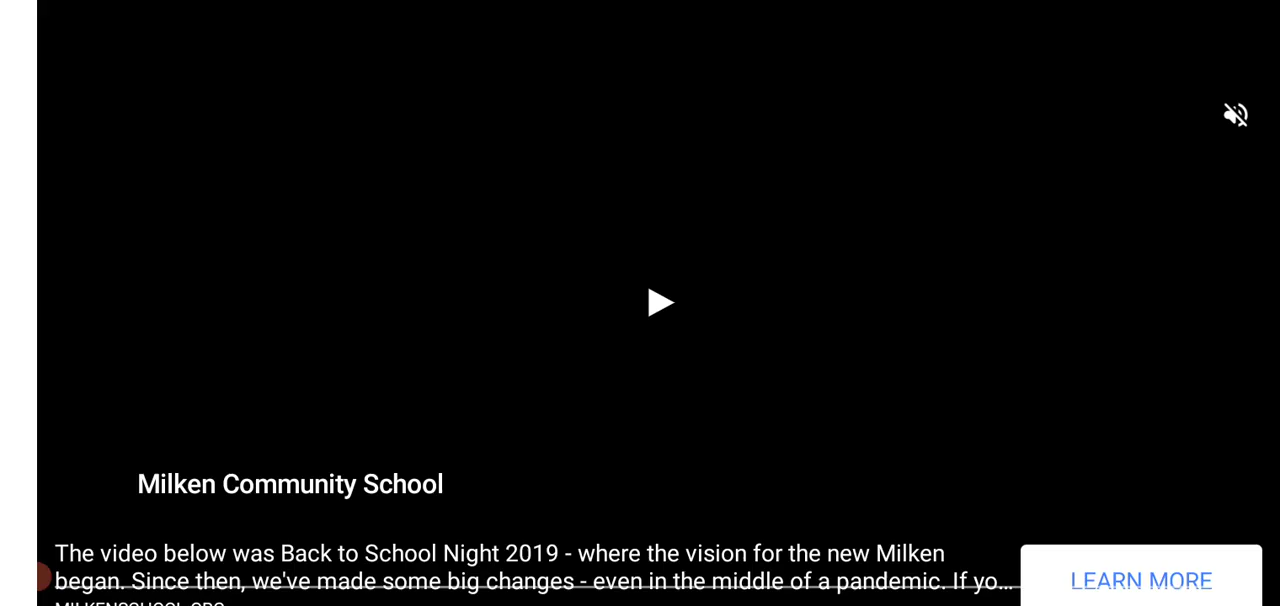 Milken Community School
The video below was Back to School Night 2019 - where the vision for the new Milken
began. Since then, we've made some big changes - even in the middle of a pandemic. If yo...
LEARN MORE
MILKENSCHOOL.ORG